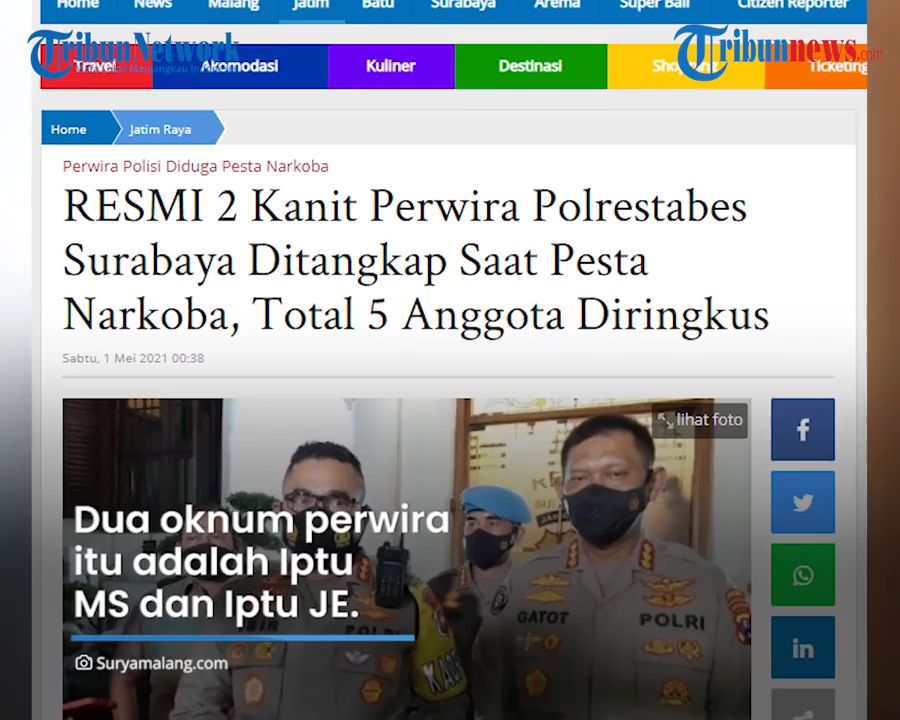 Home News Malang Jatim Batu Surabaya Arema Super Ball Citizen Reporter
Tribun Network
Tribunnews.com
Travel Akomodasi Kuliner Destinasi Shopping Ticketing
Home Jatim Raya
Perwira Polisi Diduga Pesta Narkoba
RESMI 2 Kanit Perwira Polrestabes
Surabaya Ditangkap Saat Pesta
Narkoba, Total 5 Anggota Diringkus
Sabtu, 1 Mei 2021 00:38
lihat foto
Dua oknum perwira
itu adalah Iptu
MS dan Iptu JE.
GATOT POLRI
Suryamalang.com